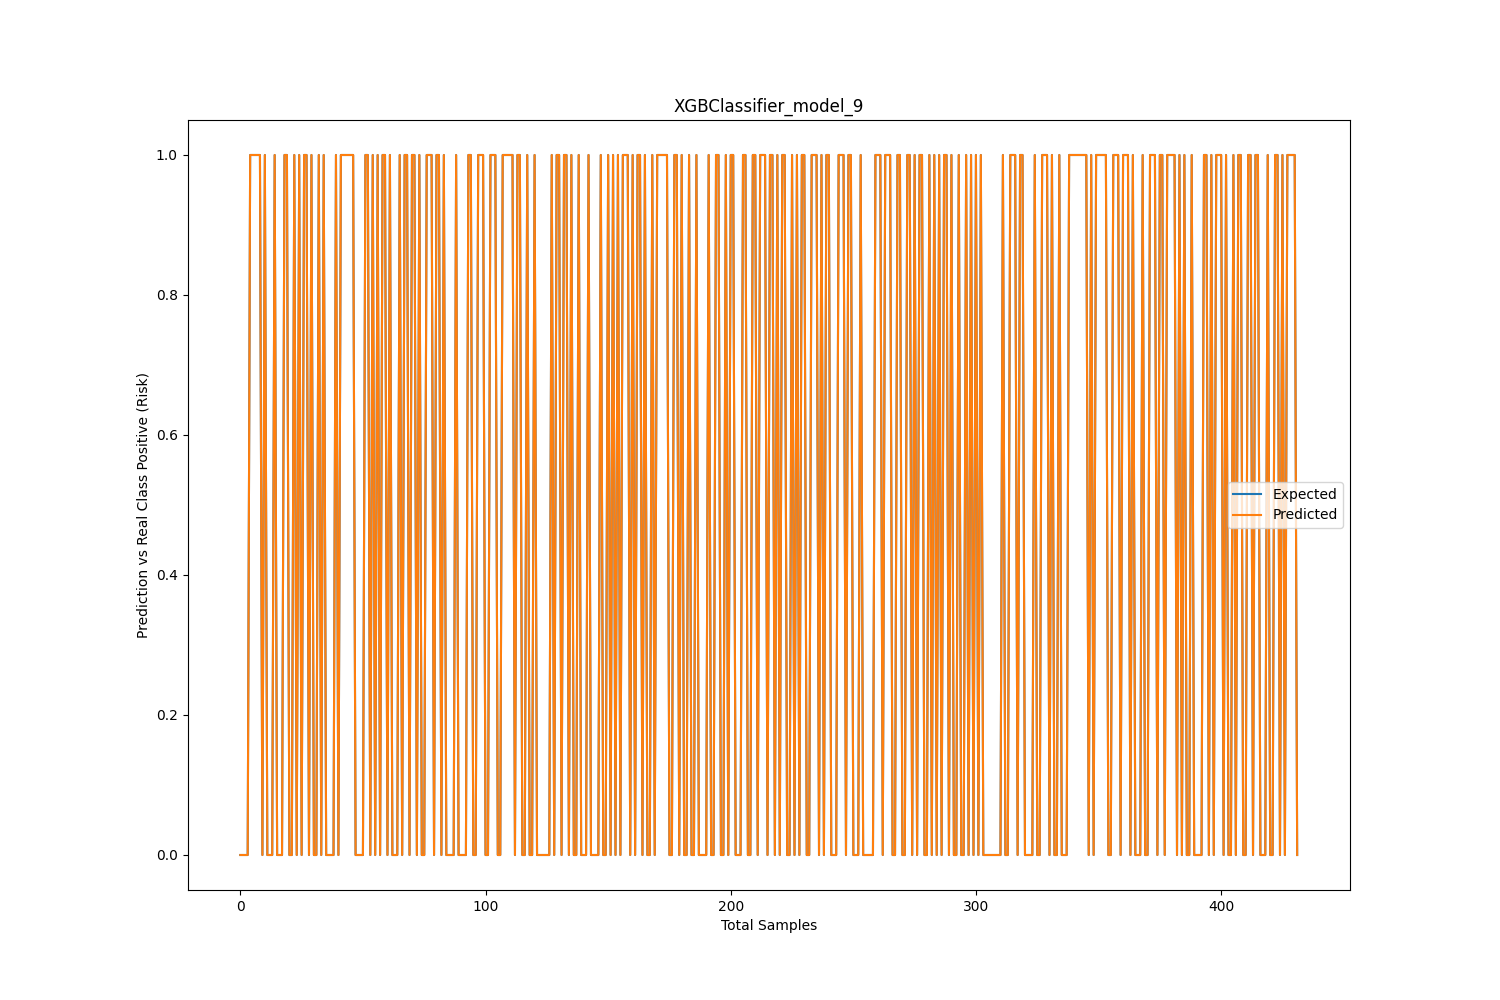 XGBClassifier_model_9
1.0
0.8
0.6
0.4
0.2
0.0
Prediction vs Real Class Positive (Risk)
Expected
Predicted
0
100
200
300
400
Total Samples